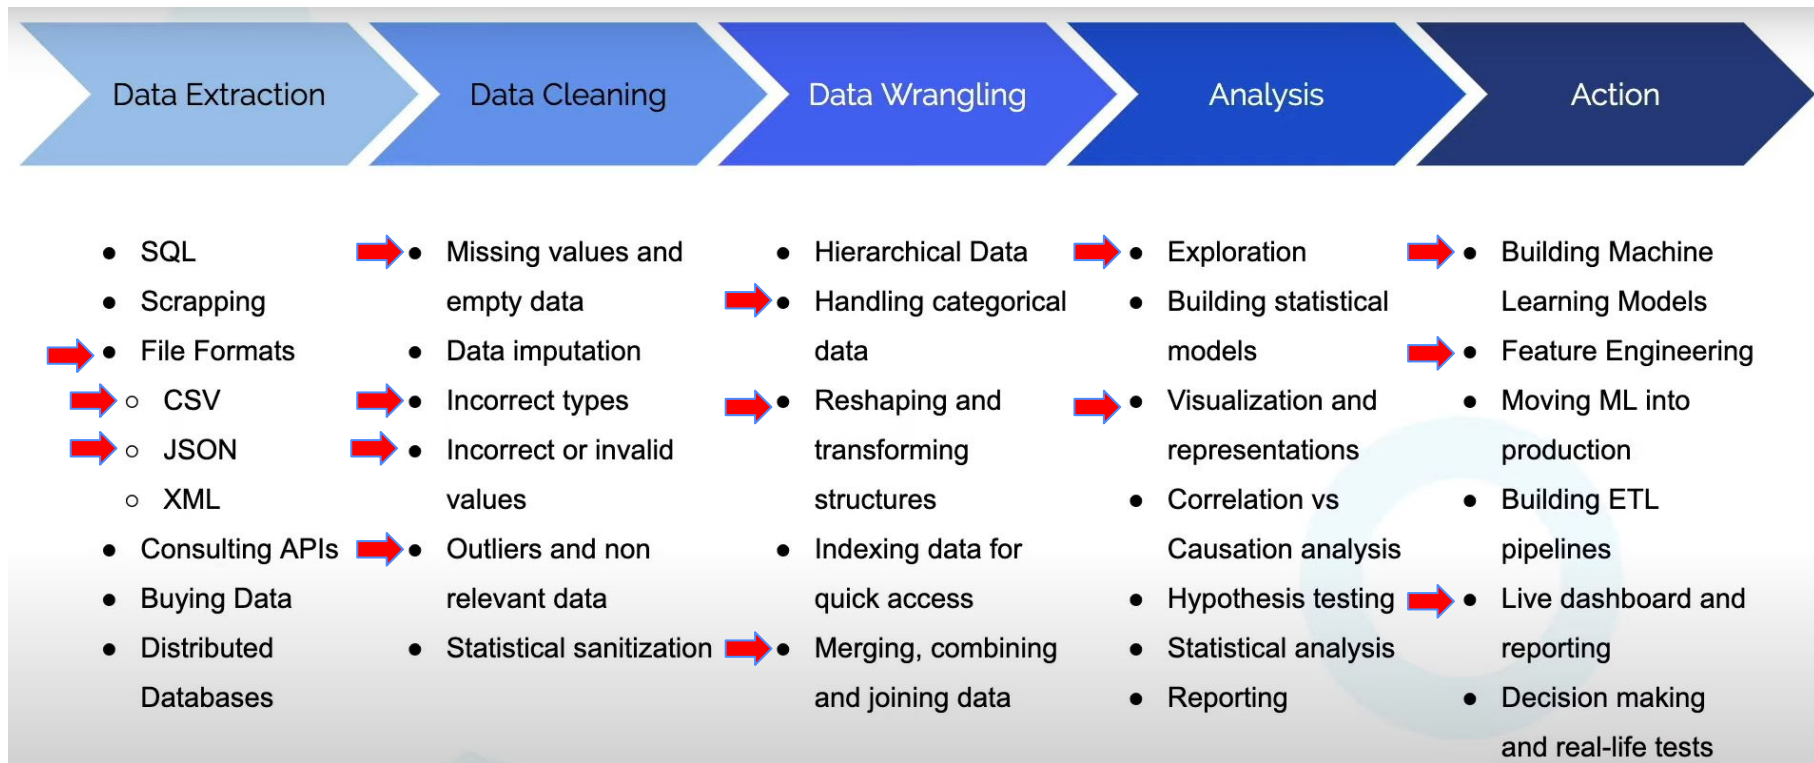 Data Extraction
Data Cleaning
Data Wrangling
Analysis
Action
● SQL
● Scrapping
● File Formats
○ CSV
○ JSON
○ XML
● Consulting APIs
● Buying Data
● Distributed
Databases
● Missing values and
empty data
● Data imputation
● Incorrect types
● Incorrect or invalid
values
● Outliers and non
relevant data
● Statistical sanitization
● Hierarchical Data
● Handling categorical
data
● Reshaping and
transforming
structures
● Indexing data for
quick access
● Merging, combining
and joining data
● Exploration
● Building statistical
models
● Visualization and
representations
● Correlation vs
Causation analysis
● Hypothesis testing
● Statistical analysis
● Reporting
● Building Machine
Learning Models
● Feature Engineering
● Moving ML into
production
● Building ETL
pipelines
● Live dashboard and
reporting
● Decision making
and real-life tests